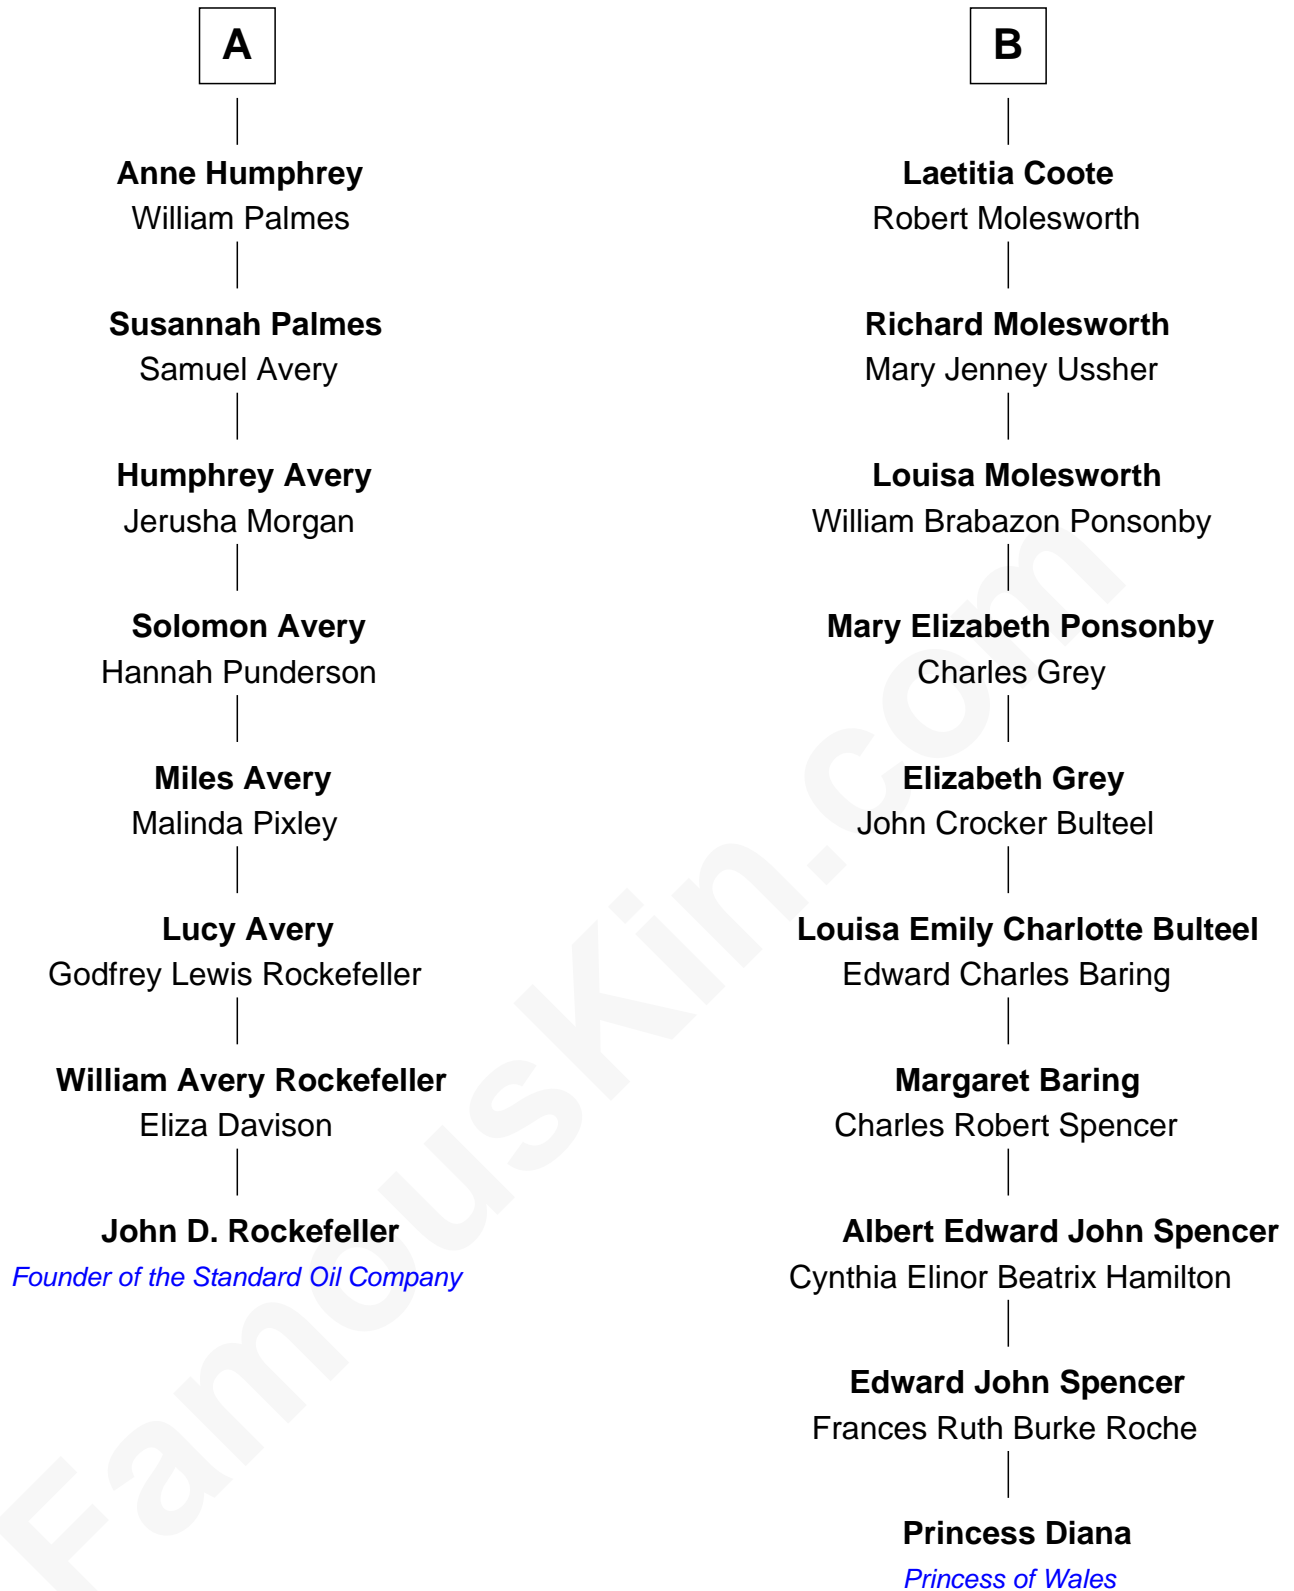 A
Anne Humphrey
William Palmes
Susannah Palmes
Samuel Avery
Humphrey Avery
Jerusha Morgan
Solomon Avery
Hannah Punderson
Miles Avery
Malinda Pixley
Lucy Avery
Godfrey Lewis Rockefeller
William Avery Rockefeller
Eliza Davison
John D. Rockefeller
Founder of the Standard Oil Company
B
Laetitia Coote
Robert Molesworth
Richard Molesworth
Mary Jenney Ussher
Louisa Molesworth
William Brabazon Ponsonby
Mary Elizabeth Ponsonby
Charles Grey
Elizabeth Grey
John Crocker Bulteel
Louisa Emily Charlotte Bulteel
Edward Charles Baring
Margaret Baring
Charles Robert Spencer
Albert Edward John Spencer
Cynthia Elinor Beatrix Hamilton
Edward John Spencer
Frances Ruth Burke Roche
Princess Diana
Princess of Wales
FamousKin.com